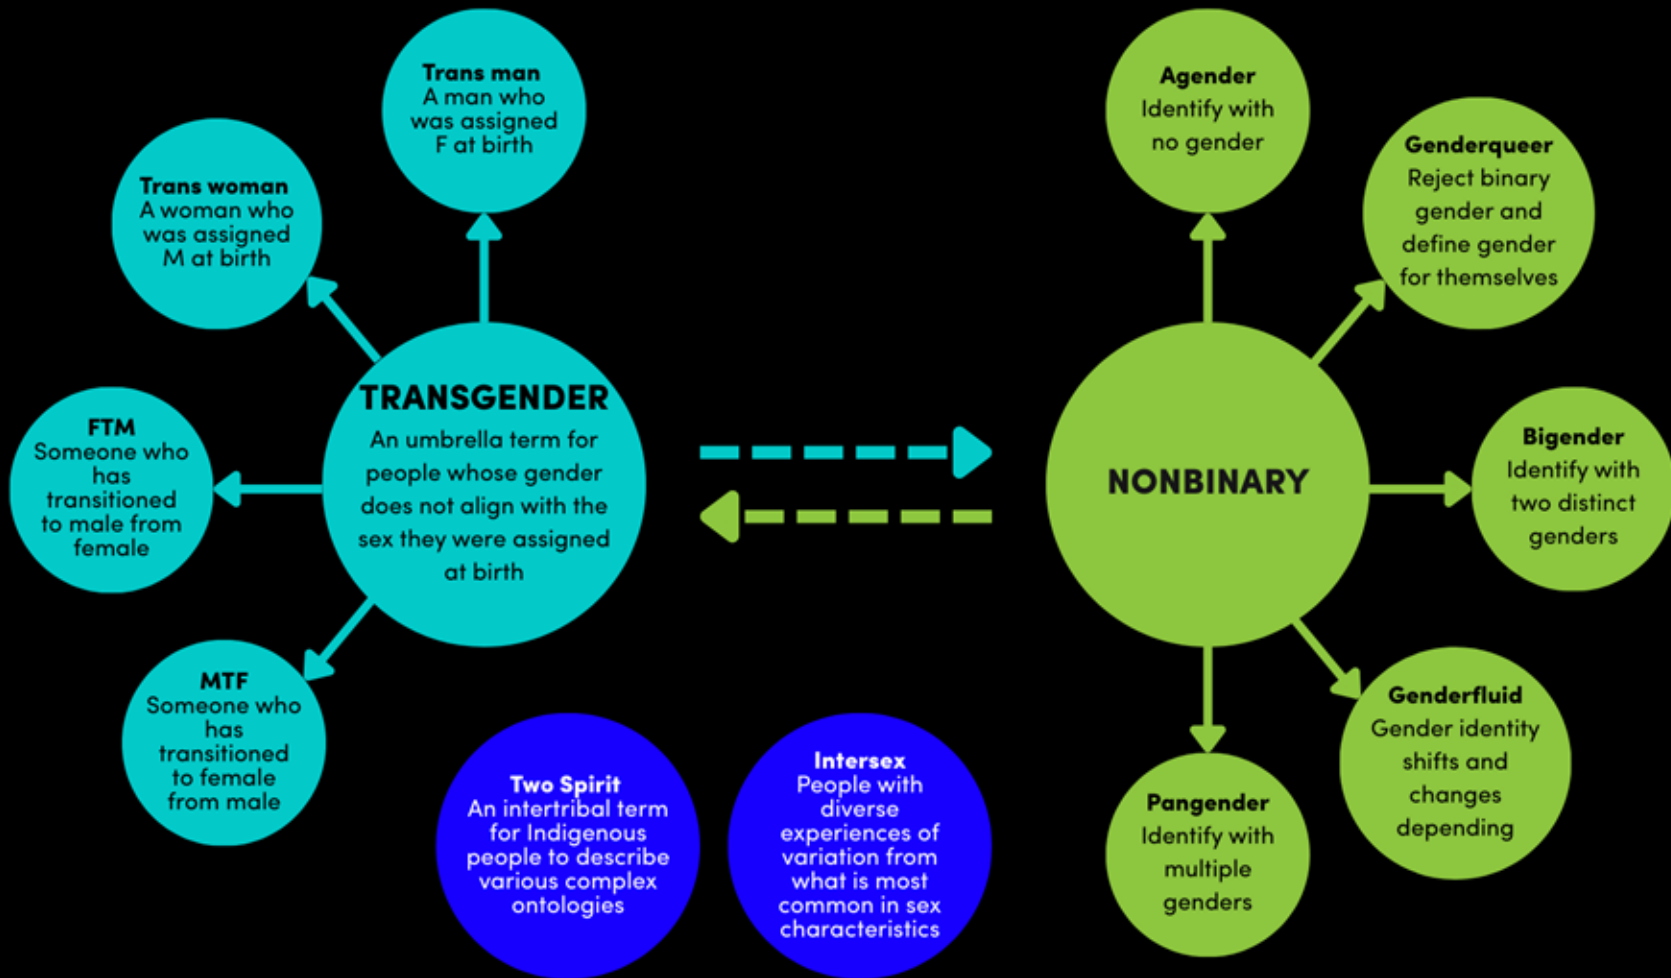 Trans man
A man who
was assigned
F at birth
Trans woman
A woman who
was assigned
M at birth
FTM
Someone who
has
transitioned
to male from
female
MTF
Someone who
has
transitioned
to female
from male
TRANSGENDER
An umbrella term for
people whose gender
does not align with the
sex they were assigned
at birth
Two Spirit
An intertribal term
for Indigenous
people to describe
various complex
ontologies
Intersex
People with
diverse
experiences of
variation from
what is most
common in sex
characteristics
NONBINARY
Agender
Identify with
no gender
Genderqueer
Reject binary
gender and
define gender
for themselves
Bigender
Identify with
two distinct
genders
Genderfluid
Gender identity
shifts and
changes
depending
Pangender
Identify with
multiple
genders